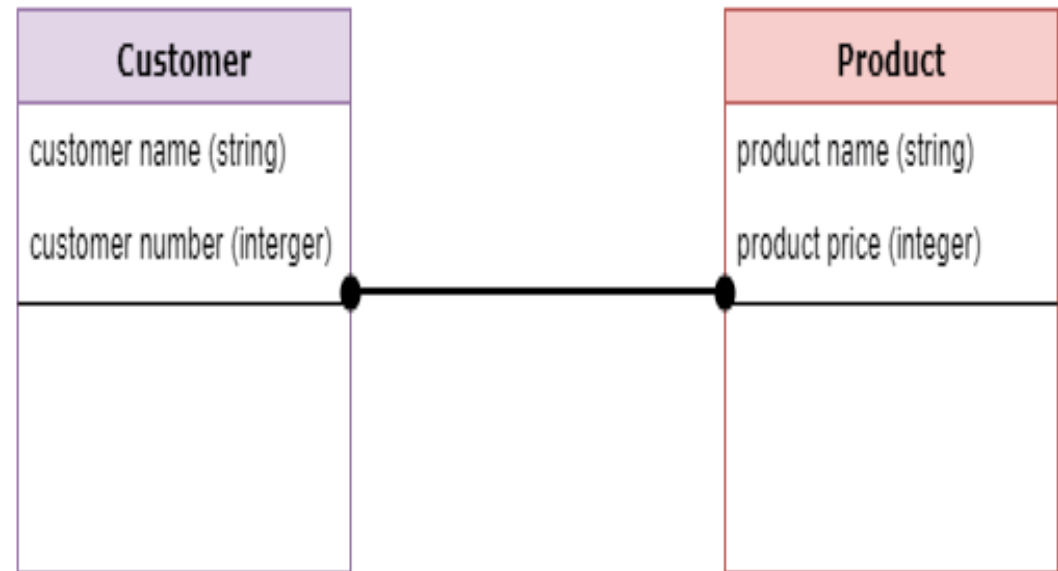 Customer
customer name (string)
customer number (interger)
Product
product name (string)
product price (integer)